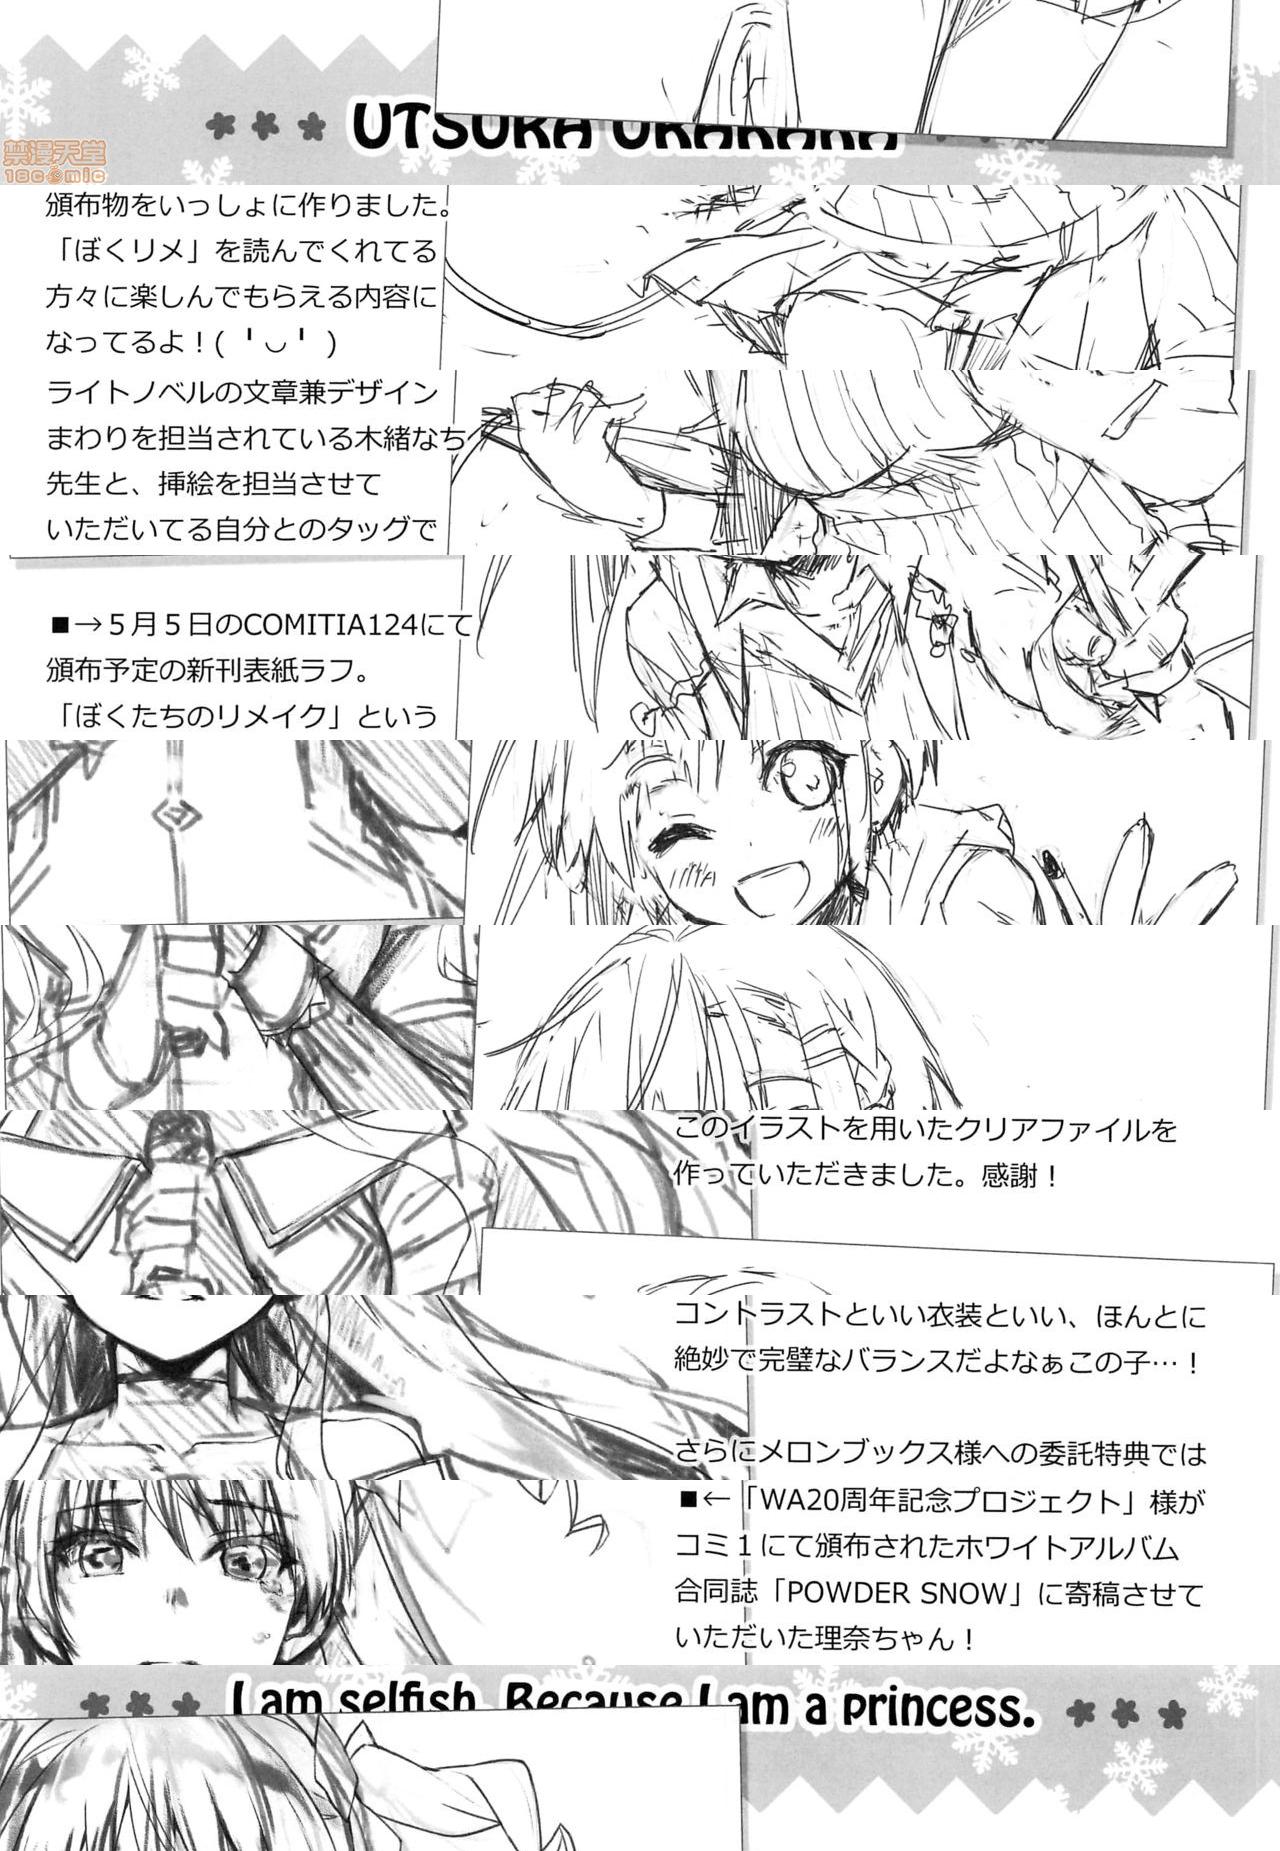 禁漫天堂
18comic
頒布物をいっしょに作りました。
「ぼくリメ」を読んでくれてる
方々に楽しんでもらえる内容に
なってるよ！( ╹◡╹ )
ライトノベルの文章兼デザイン
まわりを担当されている木緒なち
先生と、挿絵を担当させて
いただいてる自分とのタッグで
■→５月５日のCOMITIA124にて
頒布予定の新刊表紙ラフ。
「ぼくたちのリメイク」という
このイラストを用いたクリアファイルを
作っていただきました。感謝！
コントラストといい衣装といい、ほんとに
絶妙で完璧なバランスだよなぁこの子…！
さらにメロンブックス様への委託特典では
■←「WA20周年記念プロジェクト」様が
コミ１にて頒布されたホワイトアルバム
合同誌「POWDER SNOW」に寄稿させて
いただいた理奈ちゃん！
I am selfish. Because I am a princess.